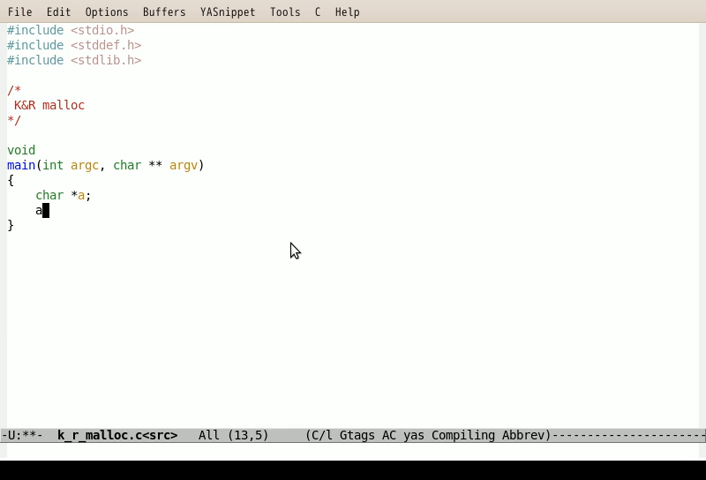 File Edit Options Buffers YASnippet Tools C Help
#include <stdio.h>
#include <stddef.h>
#include <stdlib.h>
/*
 K&R malloc
*/
void
main(int argc, char ** argv)
{
    char *a;
    a
}
-U:**-  k_r_malloc.c<src>   All (13,5)     (C/l Gtags AC yas Compiling Abbrev)----------------------